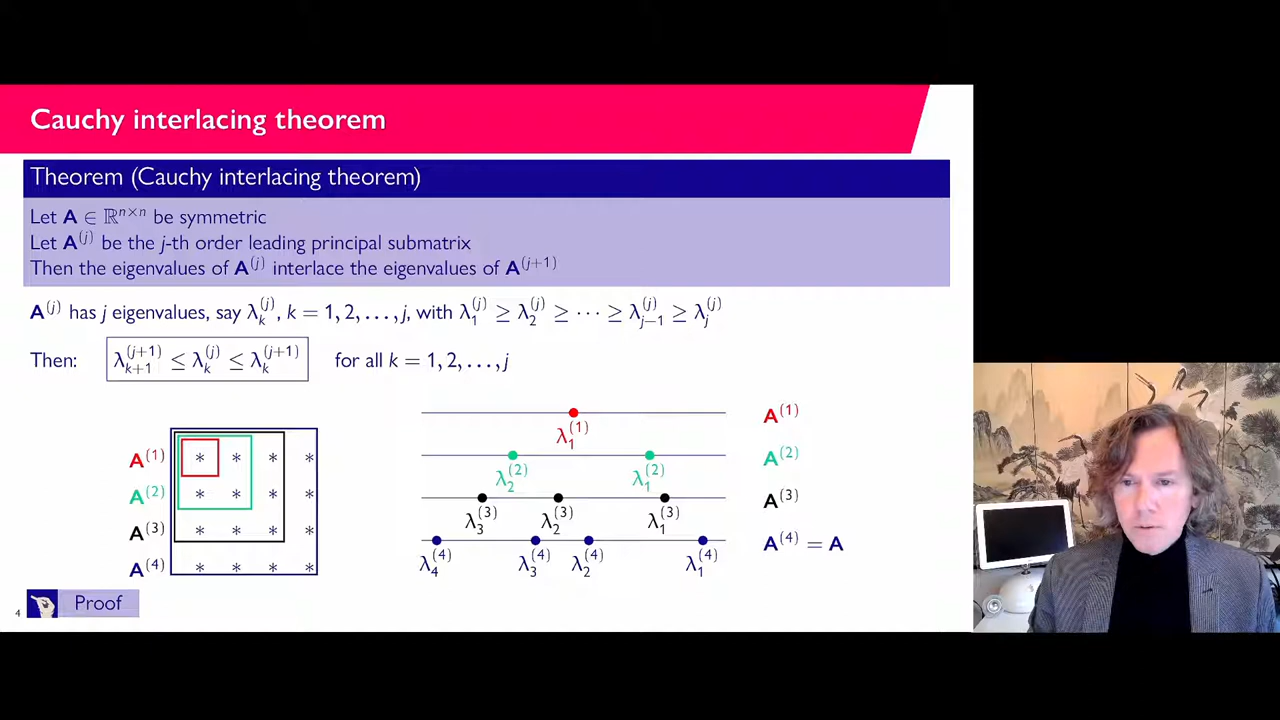 Cauchy interlacing theorem
Theorem (Cauchy interlacing theorem)
Let A ∈ ℝⁿˣⁿ be symmetric
Let A⁽ʲ⁾ be the j-th order leading principal submatrix
Then the eigenvalues of A⁽ʲ⁾ interlace the eigenvalues of A⁽ʲ⁺¹⁾
A⁽ʲ⁾ has j eigenvalues, say λ_k^{(j)}, k = 1, 2, …, j, with λ_1^{(j)} ≥ λ_2^{(j)} ≥ ⋯ ≥ λ_{j−1}^{(j)} ≥ λ_j^{(j)}
Then: λ_{k+1}^{(j+1)} ≤ λ_k^{(j)} ≤ λ_k^{(j+1)} for all k = 1, 2, …, j
A⁽¹⁾ * * * *
A⁽²⁾ * * * *
A⁽³⁾ * * * *
A⁽⁴⁾ * * * *
λ_1^{(1)} A⁽¹⁾
λ_2^{(2)} λ_1^{(2)} A⁽²⁾
λ_3^{(3)} λ_2^{(3)} λ_1^{(3)} A⁽³⁾
λ_4^{(4)} λ_3^{(4)} λ_2^{(4)} λ_1^{(4)} A⁽⁴⁾ = A
4 Proof